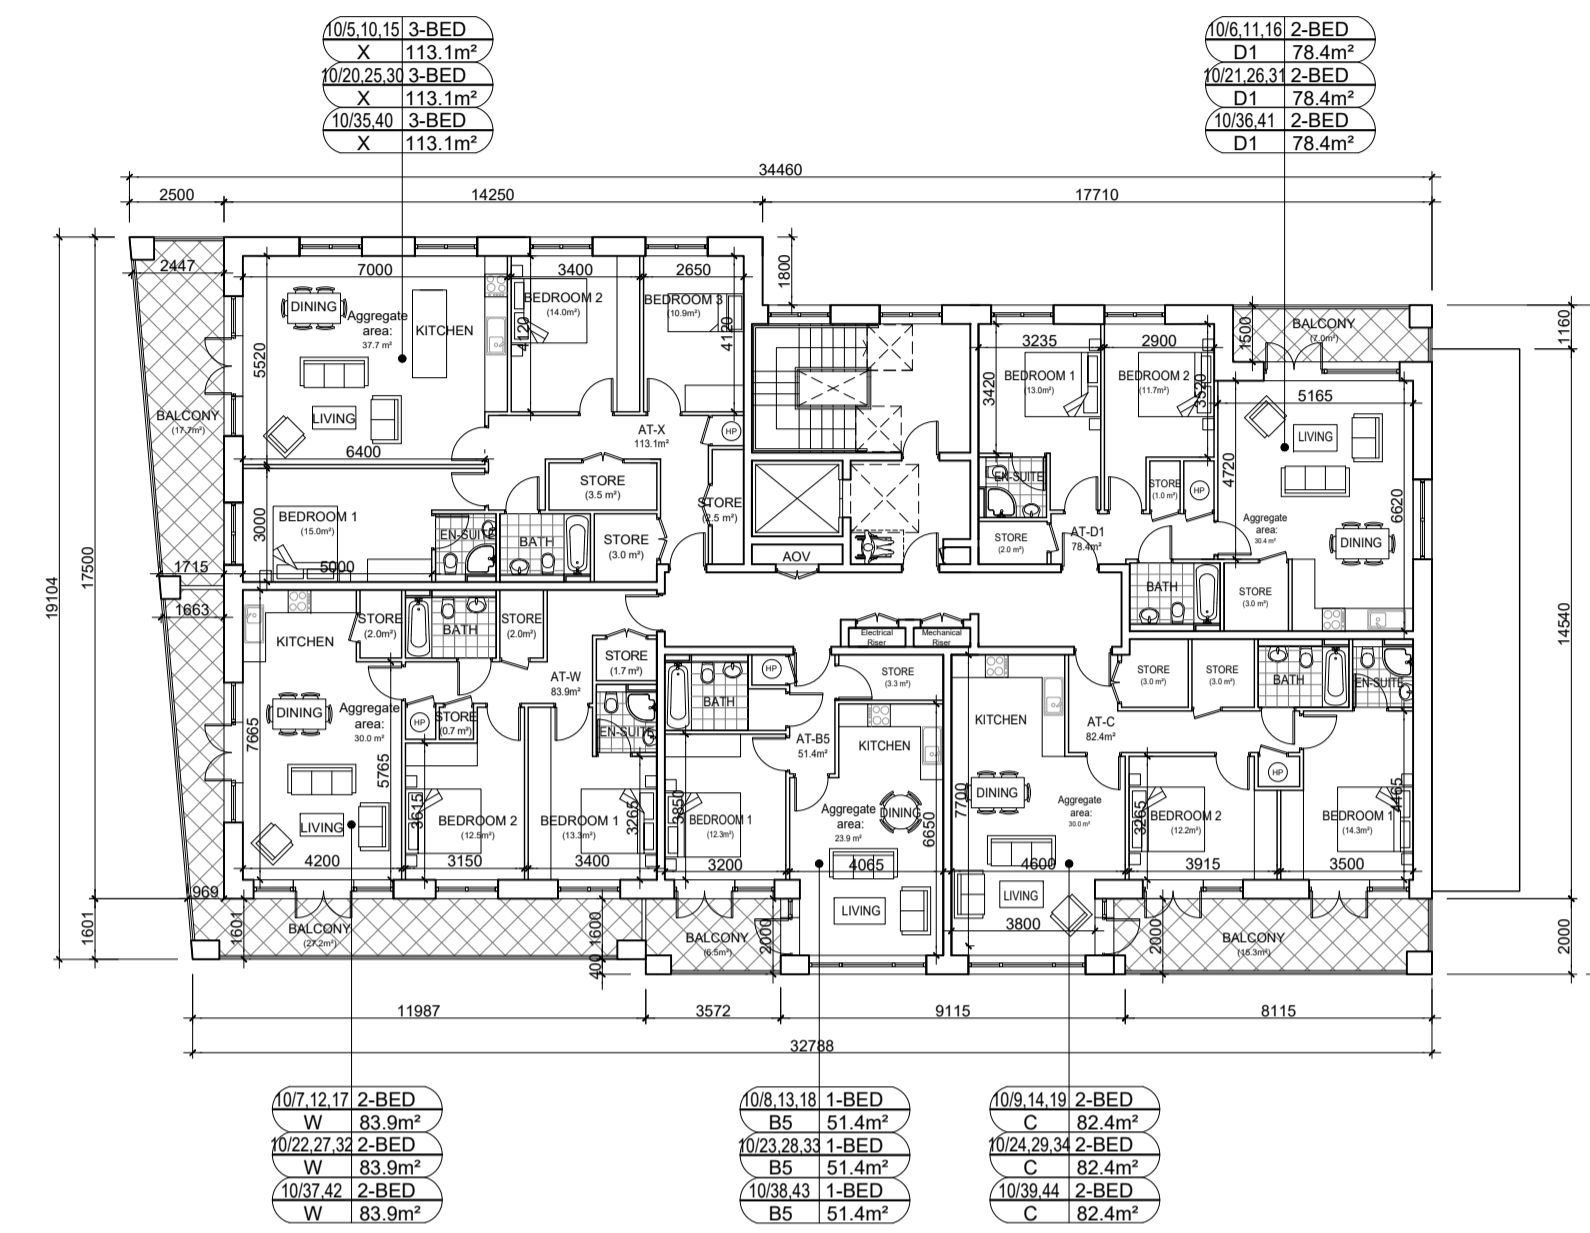 10/5,10,15 3-BED
X 113.1m²
10/20,25,30 3-BED
X 113.1m²
10/35,40 3-BED
X 113.1m²
10/6,11,16 2-BED
D1 78.4m²
10/21,26,31 2-BED
D1 78.4m²
10/36,41 2-BED
D1 78.4m²
34460
2500 14250 17710
2447
7000 3400 2650
1800
DINING
Aggregate
area:
37.7 m²
KITCHEN
BEDROOM 2
(14.0m²)
4120
BEDROOM 3
(10.9m²)
4120
5520
BALCONY
(17.7m²)
LIVING
6400
AT-X
113.1m²
HP
STORE
(3.5 m²)
STORE
(2.5 m²)
BEDROOM 1
(15.0m²)
3000
5000
EN-SUITE
BATH
STORE
(3.0 m²)
AOV
3235 2900
BEDROOM 1
(13.0m²)
3420
BEDROOM 2
(11.7m²)
3520
BALCONY
(7.0m²)
1500
1160
5165
LIVING
4720
6620
EN-SUITE
STORE
(1.0 m²)
HP
STORE
(2.0 m²)
AT-D1
78.4m²
Aggregate
area:
30.4 m²
DINING
BATH
STORE
(3.0 m²)
14540
19104
17500
1715
1663
KITCHEN
STORE
(2.0m²)
BATH
STORE
(2.0m²)
STORE
(1.7 m²)
AT-W
83.9m²
DINING
Aggregate
area:
30.0 m²
HP
STORE
(0.7 m²)
EN-SUITE
7665
5765
3615
BEDROOM 2
(12.5m²)
BEDROOM 1
(13.3m²)
3265
LIVING
4200 3150 3400
Electrical
Riser
Mechanical
Riser
HP
STORE
(3.3 m²)
BATH
AT-B5
51.4m²
KITCHEN
3850
BEDROOM 1
(12.3m²)
Aggregate
area:
23.9 m²
DINING
6650
3200 4065
LIVING
KITCHEN
AT-C
82.4m²
STORE
(3.0 m²)
STORE
(3.0 m²)
BATH
EN-SUITE
HP
DINING
Aggregate
area:
30.0 m²
7700
3265
BEDROOM 2
(12.2m²)
BEDROOM 1
(14.3m²)
4465
4600 3915 3500
LIVING
3800
969
1601
1601
BALCONY
(27.2m²)
1600
400
BALCONY
(6.5m²)
2000
2000
BALCONY
(15.3m²)
2000
11987 3572 9115 8115
32788
10/7,12,17 2-BED
W 83.9m²
10/22,27,32 2-BED
W 83.9m²
10/37,42 2-BED
W 83.9m²
10/8,13,18 1-BED
B5 51.4m²
10/23,28,33 1-BED
B5 51.4m²
10/38,43 1-BED
B5 51.4m²
10/9,14,19 2-BED
C 82.4m²
10/24,29,34 2-BED
C 82.4m²
10/39,44 2-BED
C 82.4m²